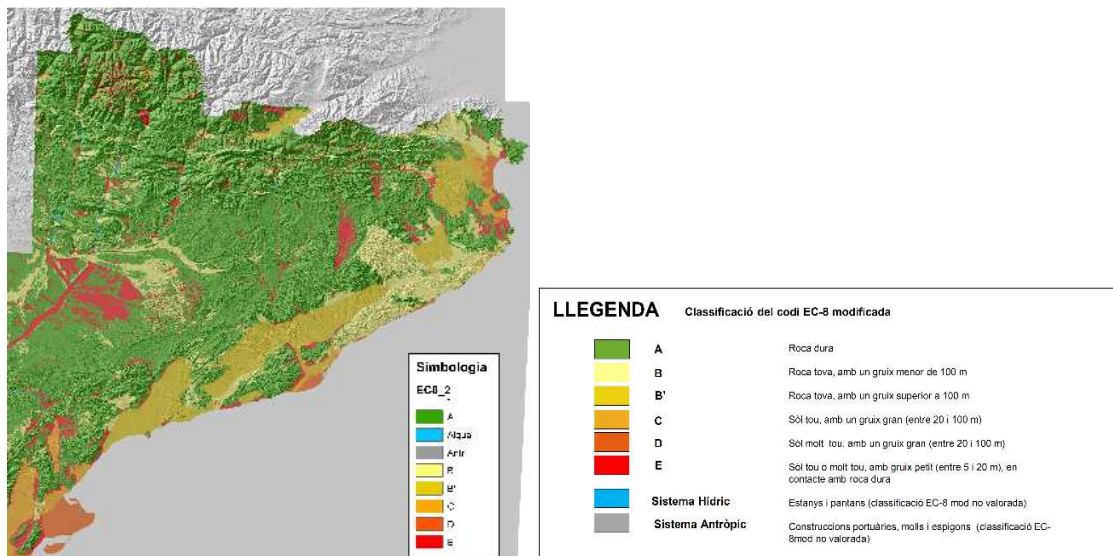 Simbologia
EC8_2
A
Aigua
Antr
B
B'
C
D
E
LLEGENDA Classificació del codi EC-8 modificada
A Roca dura
B Roca tova, amb un gruix menor de 100 m
B' Roca tova, amb un gruix superior a 100 m
C Sòl tou, amb un gruix gran (entre 20 i 100 m)
D Sòl molt tou, amb un gruix gran (entre 20 i 100 m)
E Sòl tou o molt tou, amb gruix petit (entre 5 i 20 m), en
contacte amb roca dura
Sistema Hídric Estanys i pantans (classificació EC-8 mod no valorada)
Sistema Antròpic Construccions portuàries, molls i espigons (classificació EC-
8mod no valorada)